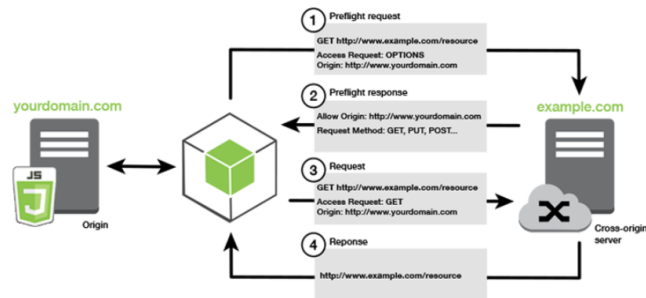 1 Preflight request
GET http://www.example.com/resource
Access Request: OPTIONS
Origin: http://www.yourdomain.com
2 Preflight response
Allow Origin: http://www.yourdomain.com
Request Method: GET, PUT, POST...
yourdomain.com
JS
Origin
example.com
Cross-origin
server
3 Request
GET http://www.example.com/resource
Access Request: GET
Origin: http://www.yourdomain.com
4 Reponse
http://www.example.com/resource